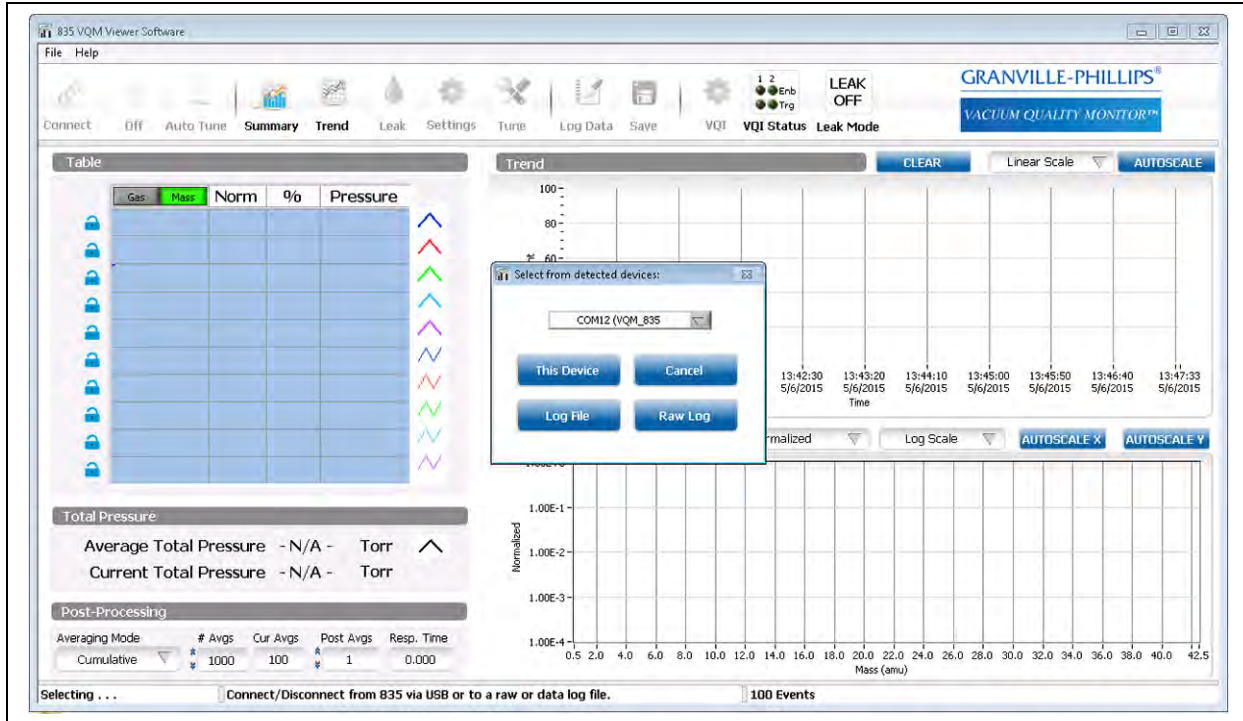 835 VQM Viewer Software
File Help
Connect Off Auto Tune Summary Trend Leak Settings Tune Log Data Save VQI VQI Status Leak Mode
1 2
Enb
Trg
LEAK
OFF
GRANVILLE-PHILLIPS®
VACUUM QUALITY MONITOR™
Table
Gas Mass Norm % Pressure
Total Pressure
Average Total Pressure - N/A - Torr
Current Total Pressure - N/A - Torr
Post-Processing
Averaging Mode # Avgs Cur Avgs Post Avgs Resp. Time
Cumulative 1000 100 1 0.000
Trend CLEAR Linear Scale AUTOSCALE
100
80
60
Select from detected devices:
COM12 (VQM_835
This Device Cancel
Log File Raw Log
13:42:30 13:43:20 13:44:10 13:45:00 13:45:50 13:46:40 13:47:33
5/6/2015 5/6/2015 5/6/2015 5/6/2015 5/6/2015 5/6/2015 5/6/2015
Time
rmalized Log Scale AUTOSCALE X AUTOSCALE Y
1.00E-1
1.00E-2
1.00E-3
1.00E-4
Normalized
0.5 2.0 4.0 6.0 8.0 10.0 12.0 14.0 16.0 18.0 20.0 22.0 24.0 26.0 28.0 30.0 32.0 34.0 36.0 38.0 40.0 42.5
Mass (amu)
Selecting . . . Connect/Disconnect from 835 via USB or to a raw or data log file. 100 Events